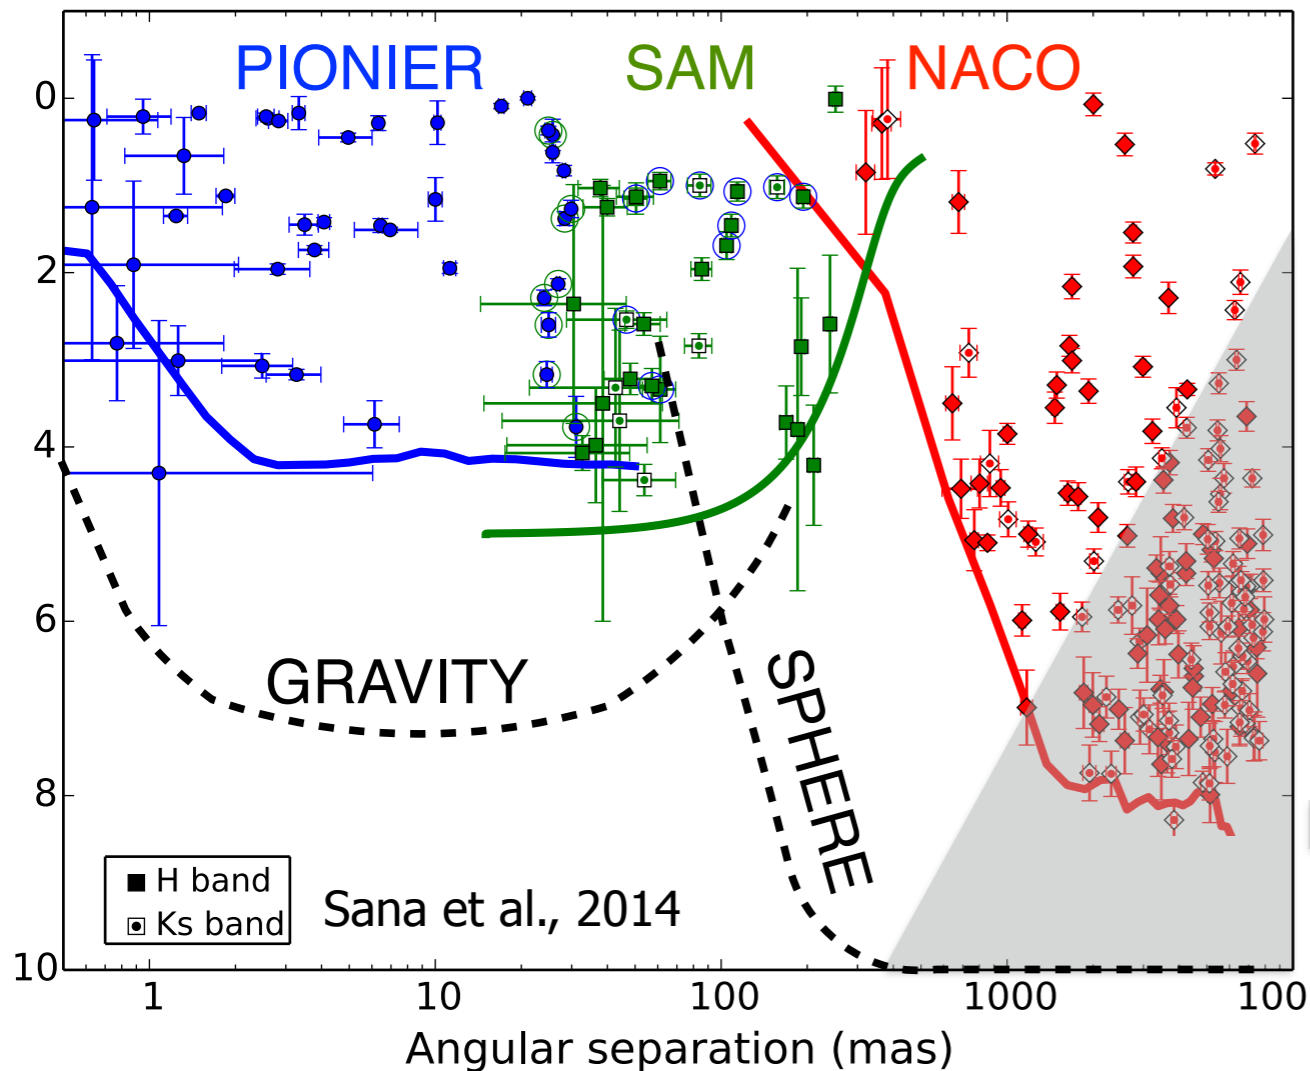 PIONIER SAM NACO
0
2
4
6
8
10
GRAVITY
SPHERE
H band
Ks band
Sana et al., 2014
1 10 100 1000 100
Angular separation (mas)